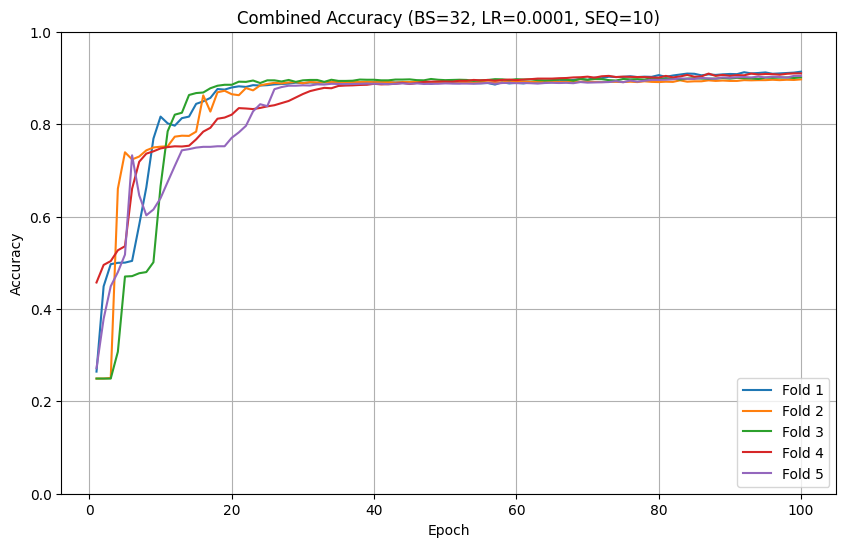 Combined Accuracy (BS=32, LR=0.0001, SEQ=10)
1.0
0.8
0.6
0.4
0.2
0.0
Accuracy
0 20 40 60 80 100
Epoch
Fold 1
Fold 2
Fold 3
Fold 4
Fold 5